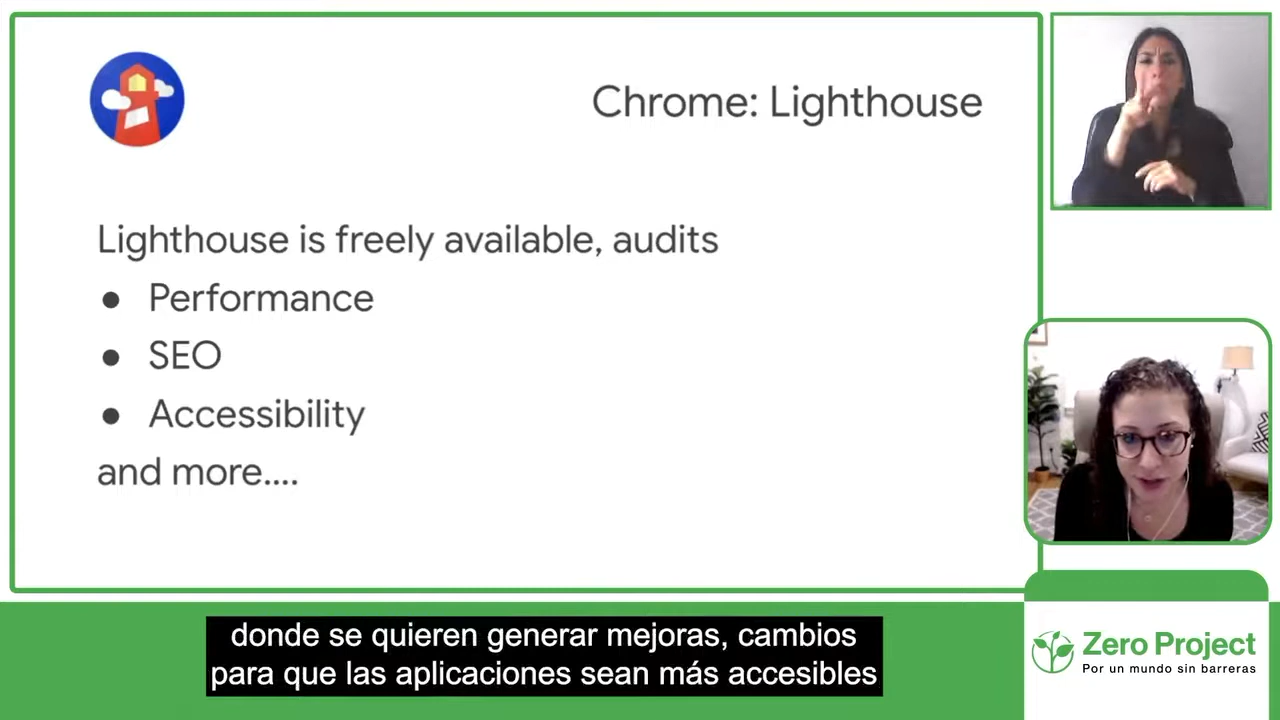 Chrome: Lighthouse
Lighthouse is freely available, audits
● Performance
● SEO
● Accessibility
and more....
donde se quieren generar mejoras, cambios
para que las aplicaciones sean más accesibles
Zero Project
Por un mundo sin barreras